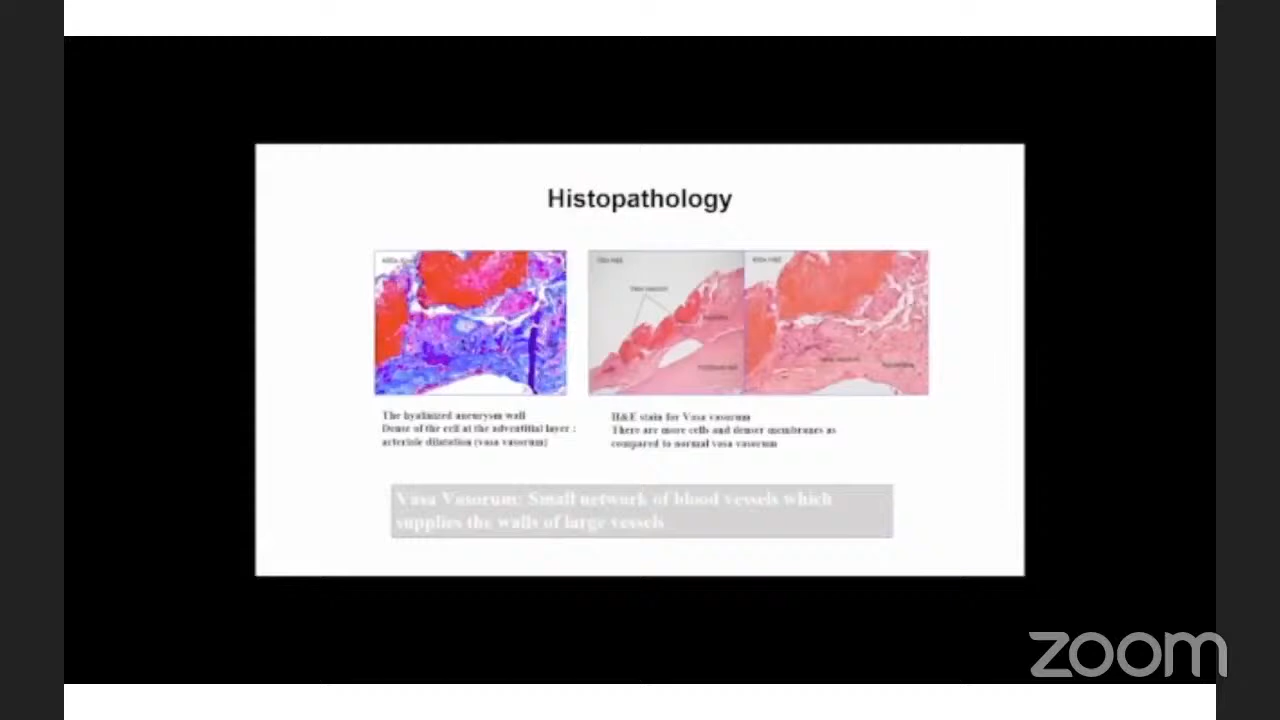 Histopathology
The hyalinized aneurysm wall
Dense of the cell at the adventitial layer :
arteriole dilatation (vasa vasorum)
H&E stain for Vasa vasorum
There are more cells and denser membranes as
compared to normal vasa vasorum
Vasa Vasorum: Small network of blood vessels which
supplies the walls of large vessels
zoom